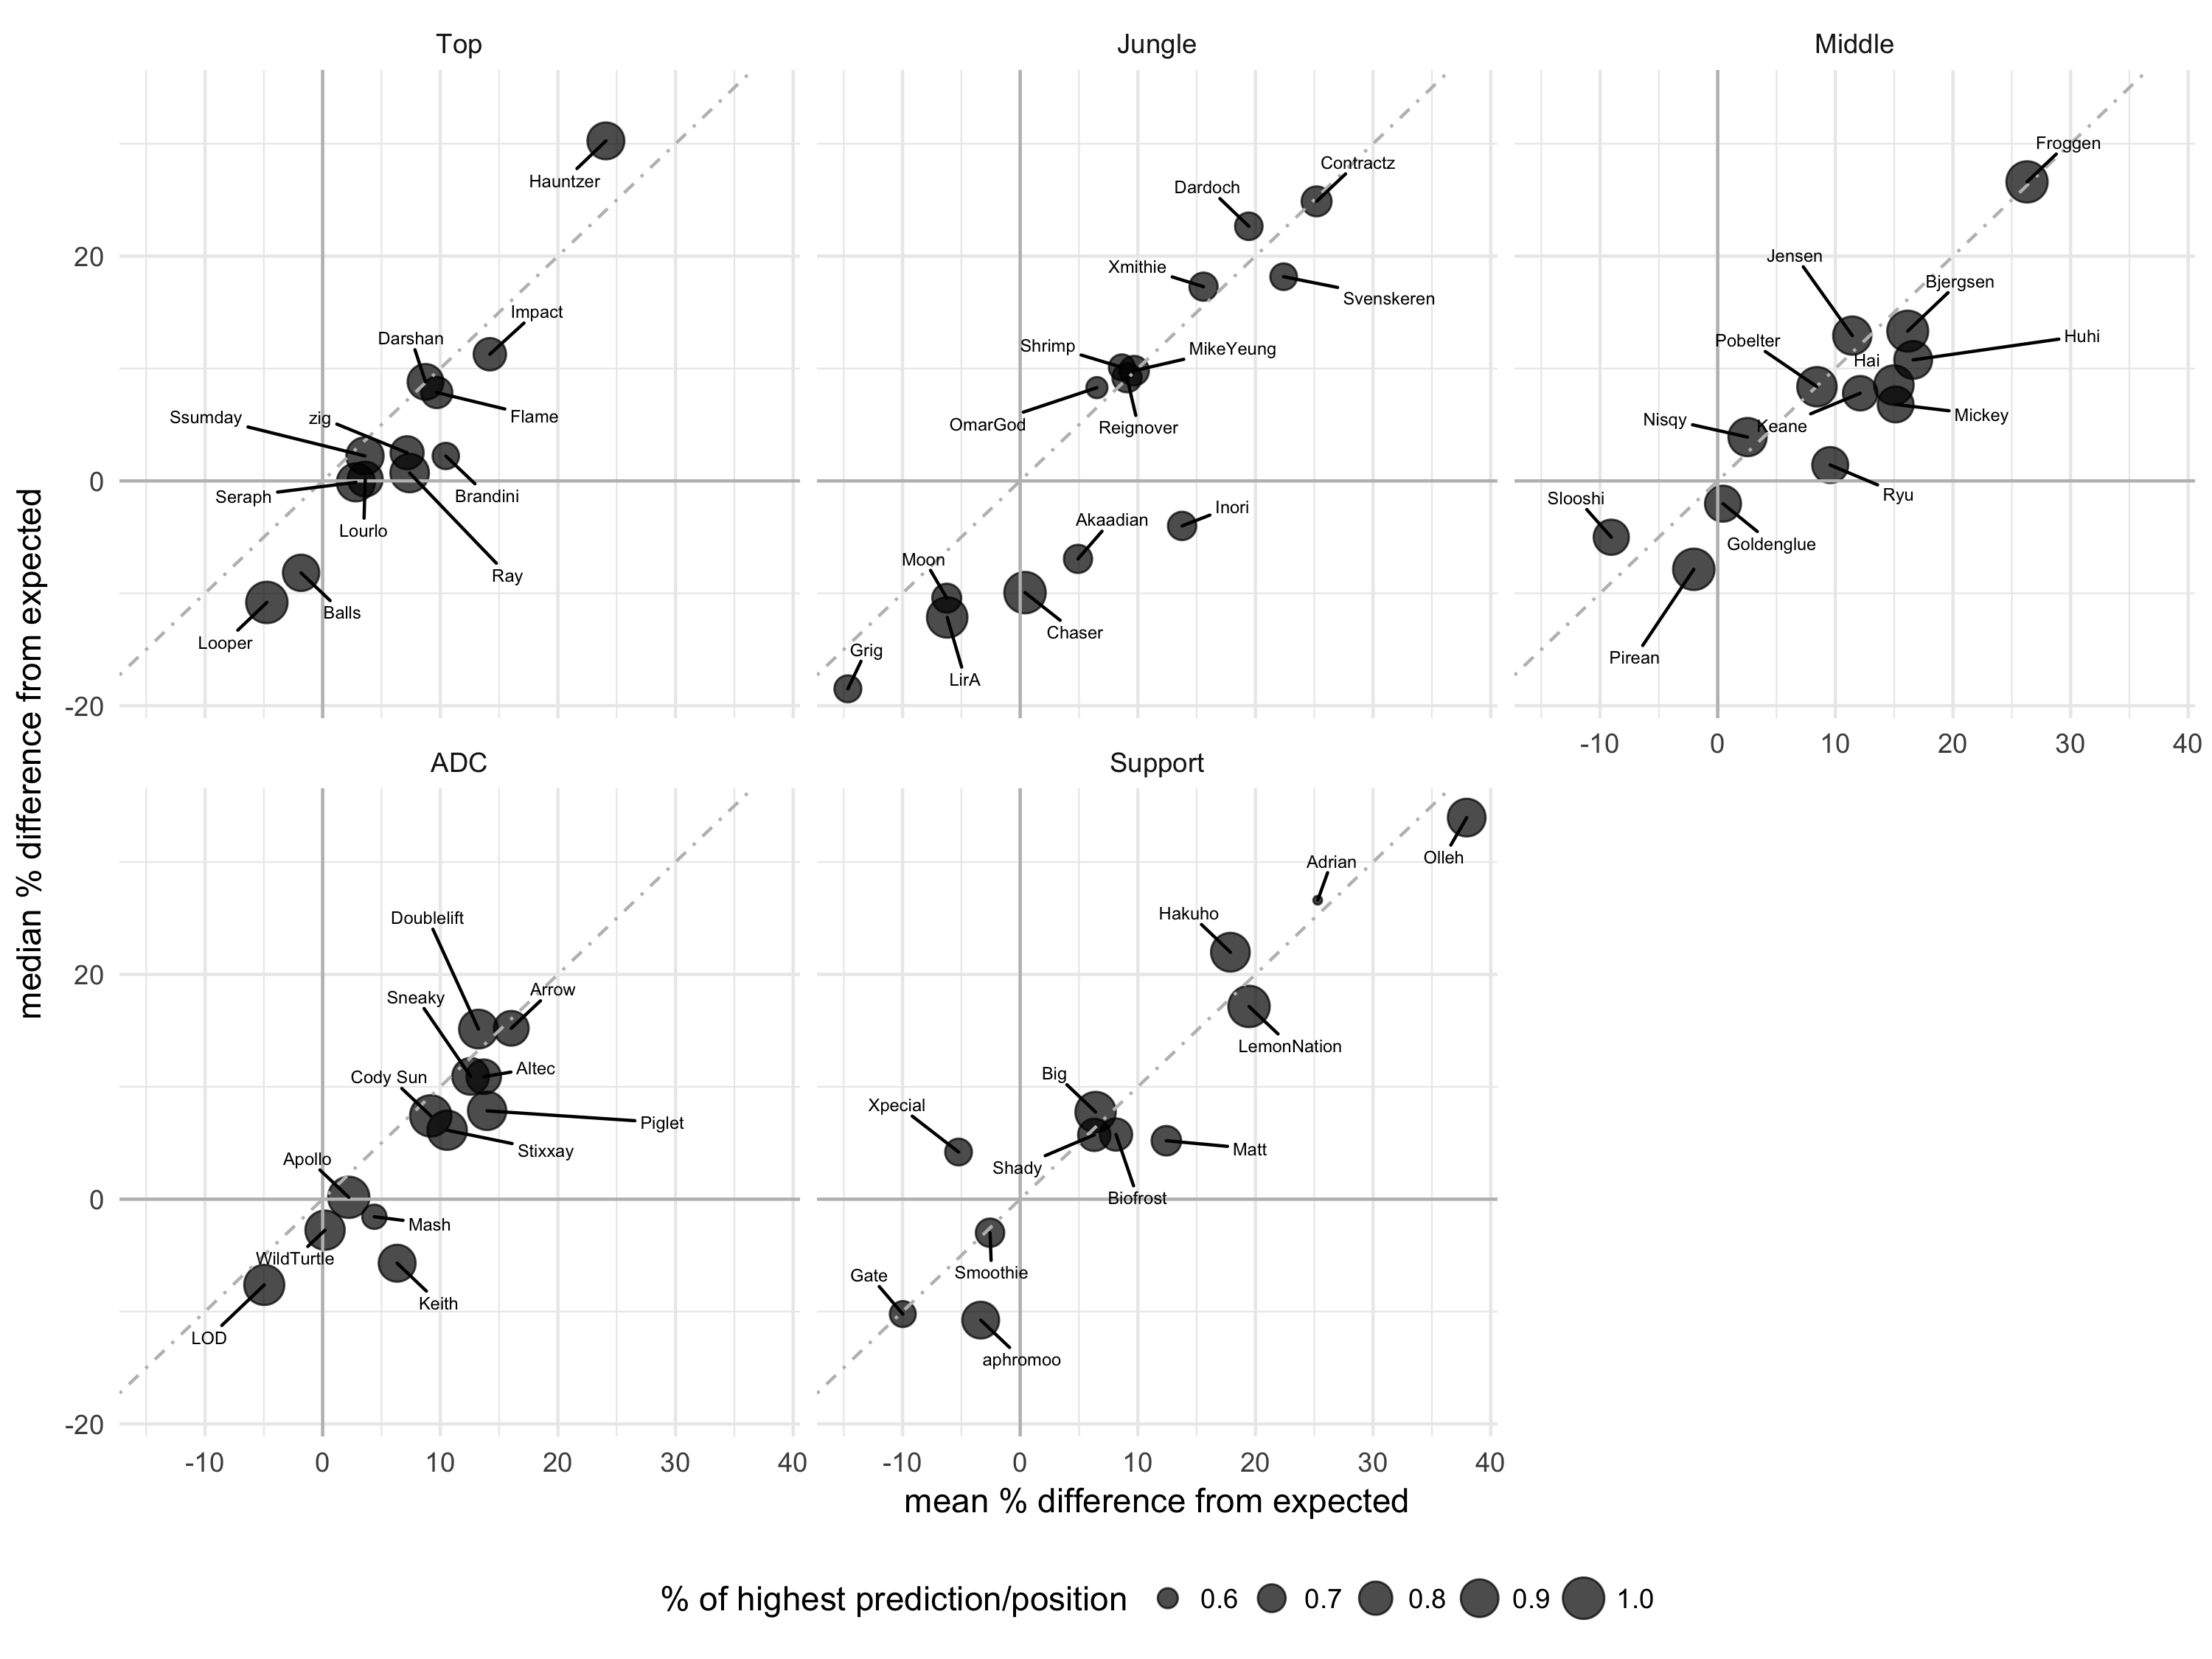 Top
Jungle
Middle
median % difference from expected
20
0
-20
Hauntzer
Impact
Darshan
Flame
Ssumday
zig
Brandini
Seraph
Lourlo
Ray
Balls
Looper
Contractz
Dardoch
Xmithie
Svenskeren
Shrimp
MikeYeung
OmarGod
Reignover
Inori
Akaadian
Moon
Chaser
Grig
LirA
Froggen
Jensen
Bjergsen
Pobelter
Huhi
Hai
Nisqy
Keane
Mickey
Ryu
Slooshi
Goldenglue
Pirean
-10 0 10 20 30 40
ADC
Support
20
0
-20
Doublelift
Sneaky
Arrow
Cody Sun
Altec
Piglet
Stixxay
Apollo
Mash
WildTurtle
Keith
LOD
Olleh
Adrian
Hakuho
LemonNation
Big
Xpecial
Shady
Matt
Biofrost
Smoothie
Gate
aphromoo
-10 0 10 20 30 40
-10 0 10 20 30 40
mean % difference from expected
% of highest prediction/position 0.6 0.7 0.8 0.9 1.0